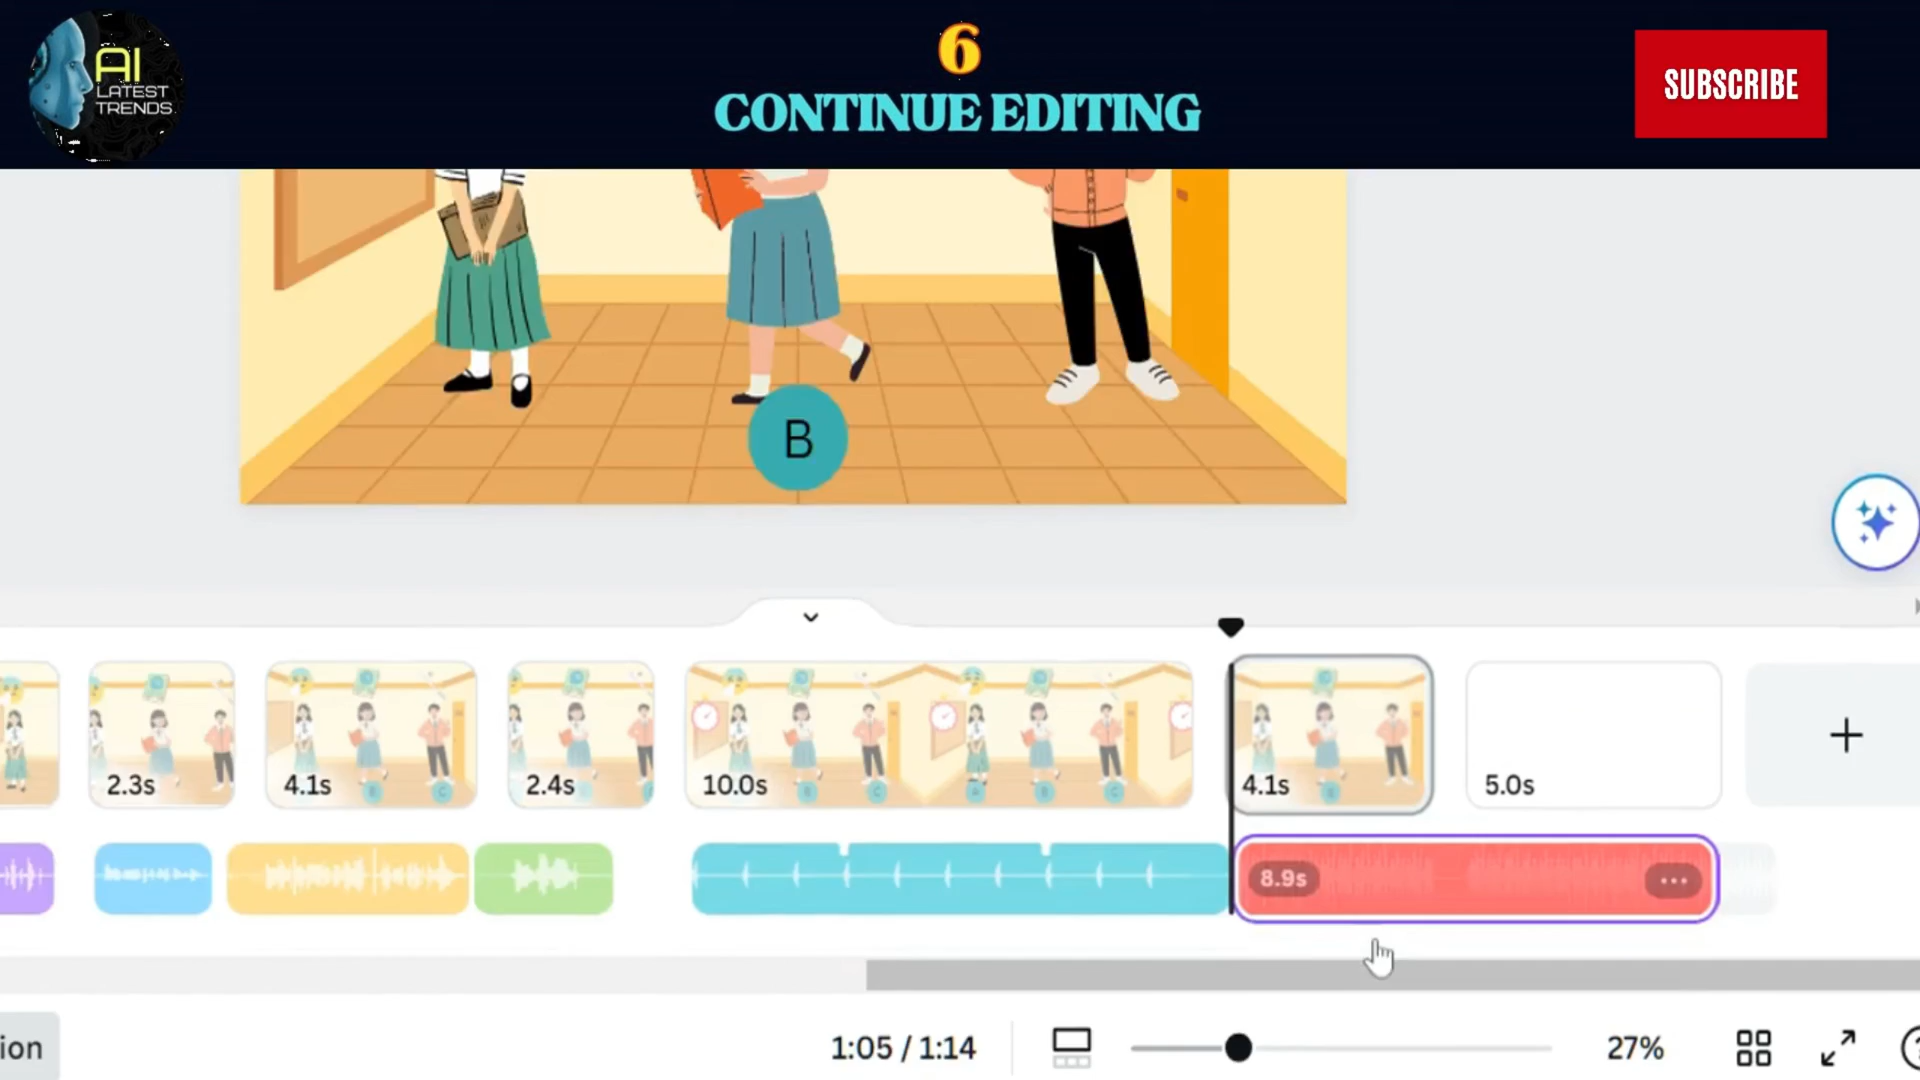 AI
LATEST
TRENDS
6
CONTINUE EDITING
SUBSCRIBE
B
2.3s
4.1s
2.4s
10.0s
4.1s
5.0s
8.9s
ion
1:05 / 1:14
27%